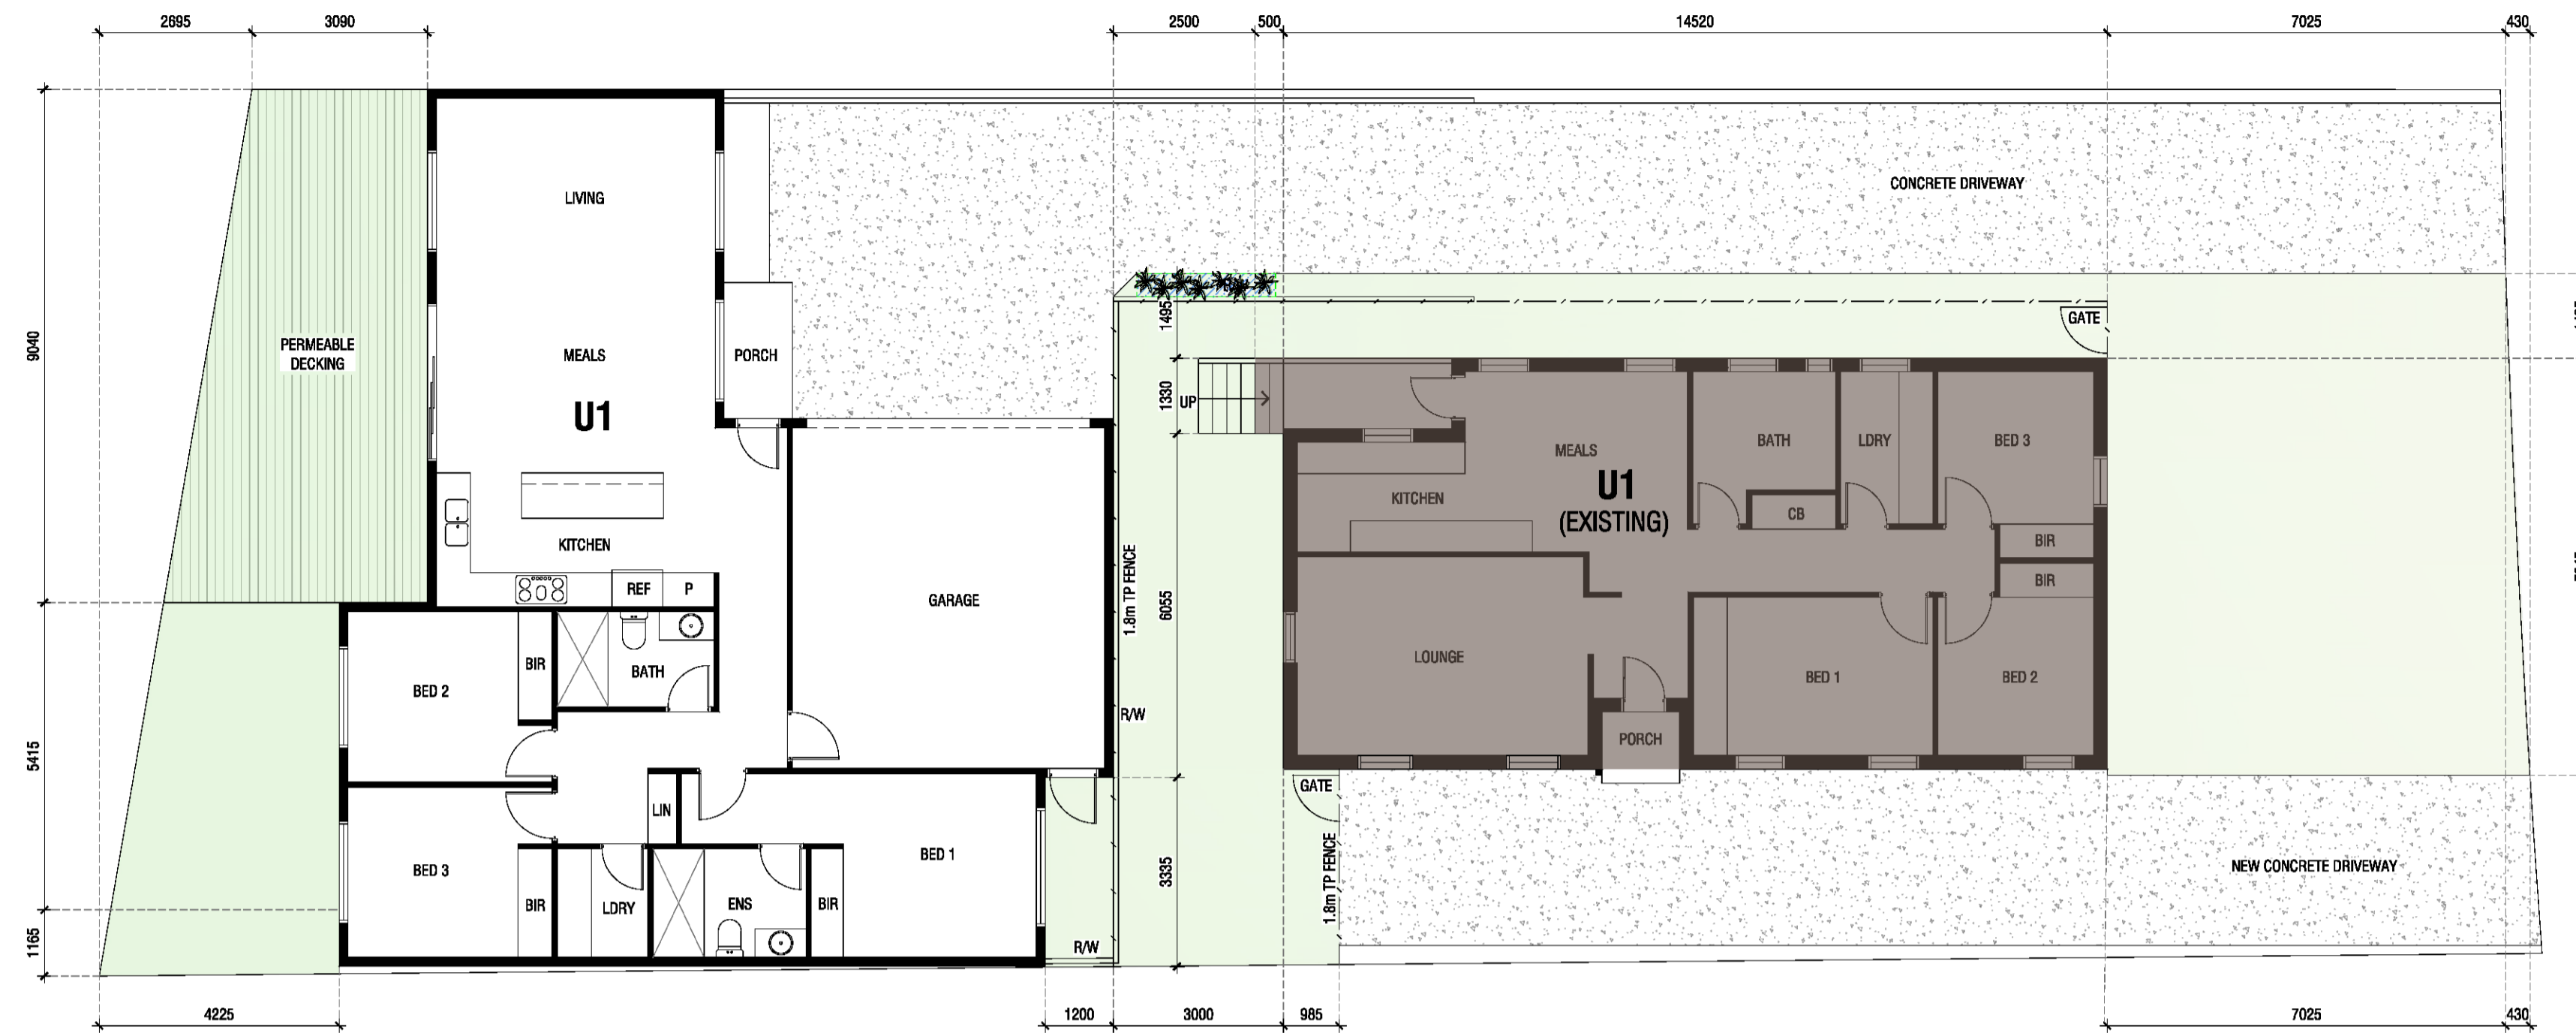 2695
3090
2500
500
14520
7025
430
CONCRETE DRIVEWAY
LIVING
9040
PERMEABLE
DECKING
MEALS
PORCH
U1
KITCHEN
REF
P
GARAGE
BED 2
BIR
BATH
5415
LIN
BED 3
BIR
LDRY
ENS
BIR
BED 1
1165
R/W
R/W
1.8m TP FENCE
1495
1330
UP
6055
3335
GATE
MEALS
BATH
LDRY
BED 3
U1
(EXISTING)
KITCHEN
CB
BIR
BIR
LOUNGE
BED 1
BED 2
PORCH
GATE
1.8m TP FENCE
NEW CONCRETE DRIVEWAY
4225
1200
3000
985
7025
430